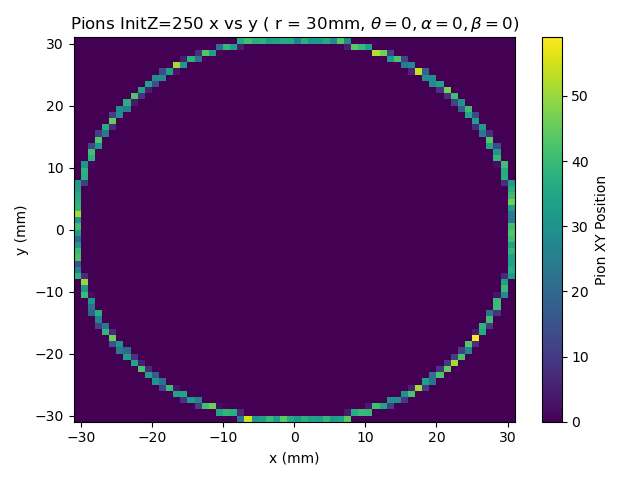 Pions InitZ=250 x vs y ( r = 30mm, θ = 0, α = 0, β = 0)
30
20
10
0
−10
−20
−30
y (mm)
−30 −20 −10 0 10 20 30
x (mm)
50
40
30
20
10
0
Pion XY Position